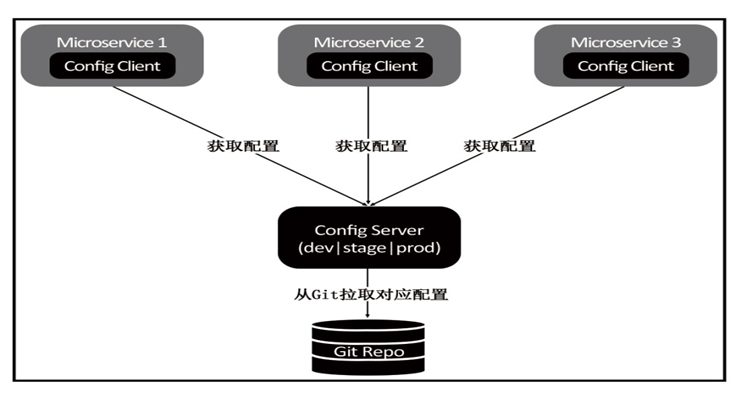 Microservice 1
Config Client
Microservice 2
Config Client
Microservice 3
Config Client
获取配置
获取配置
获取配置
Config Server
(dev|stage|prod)
从Git拉取对应配置
Git Repo